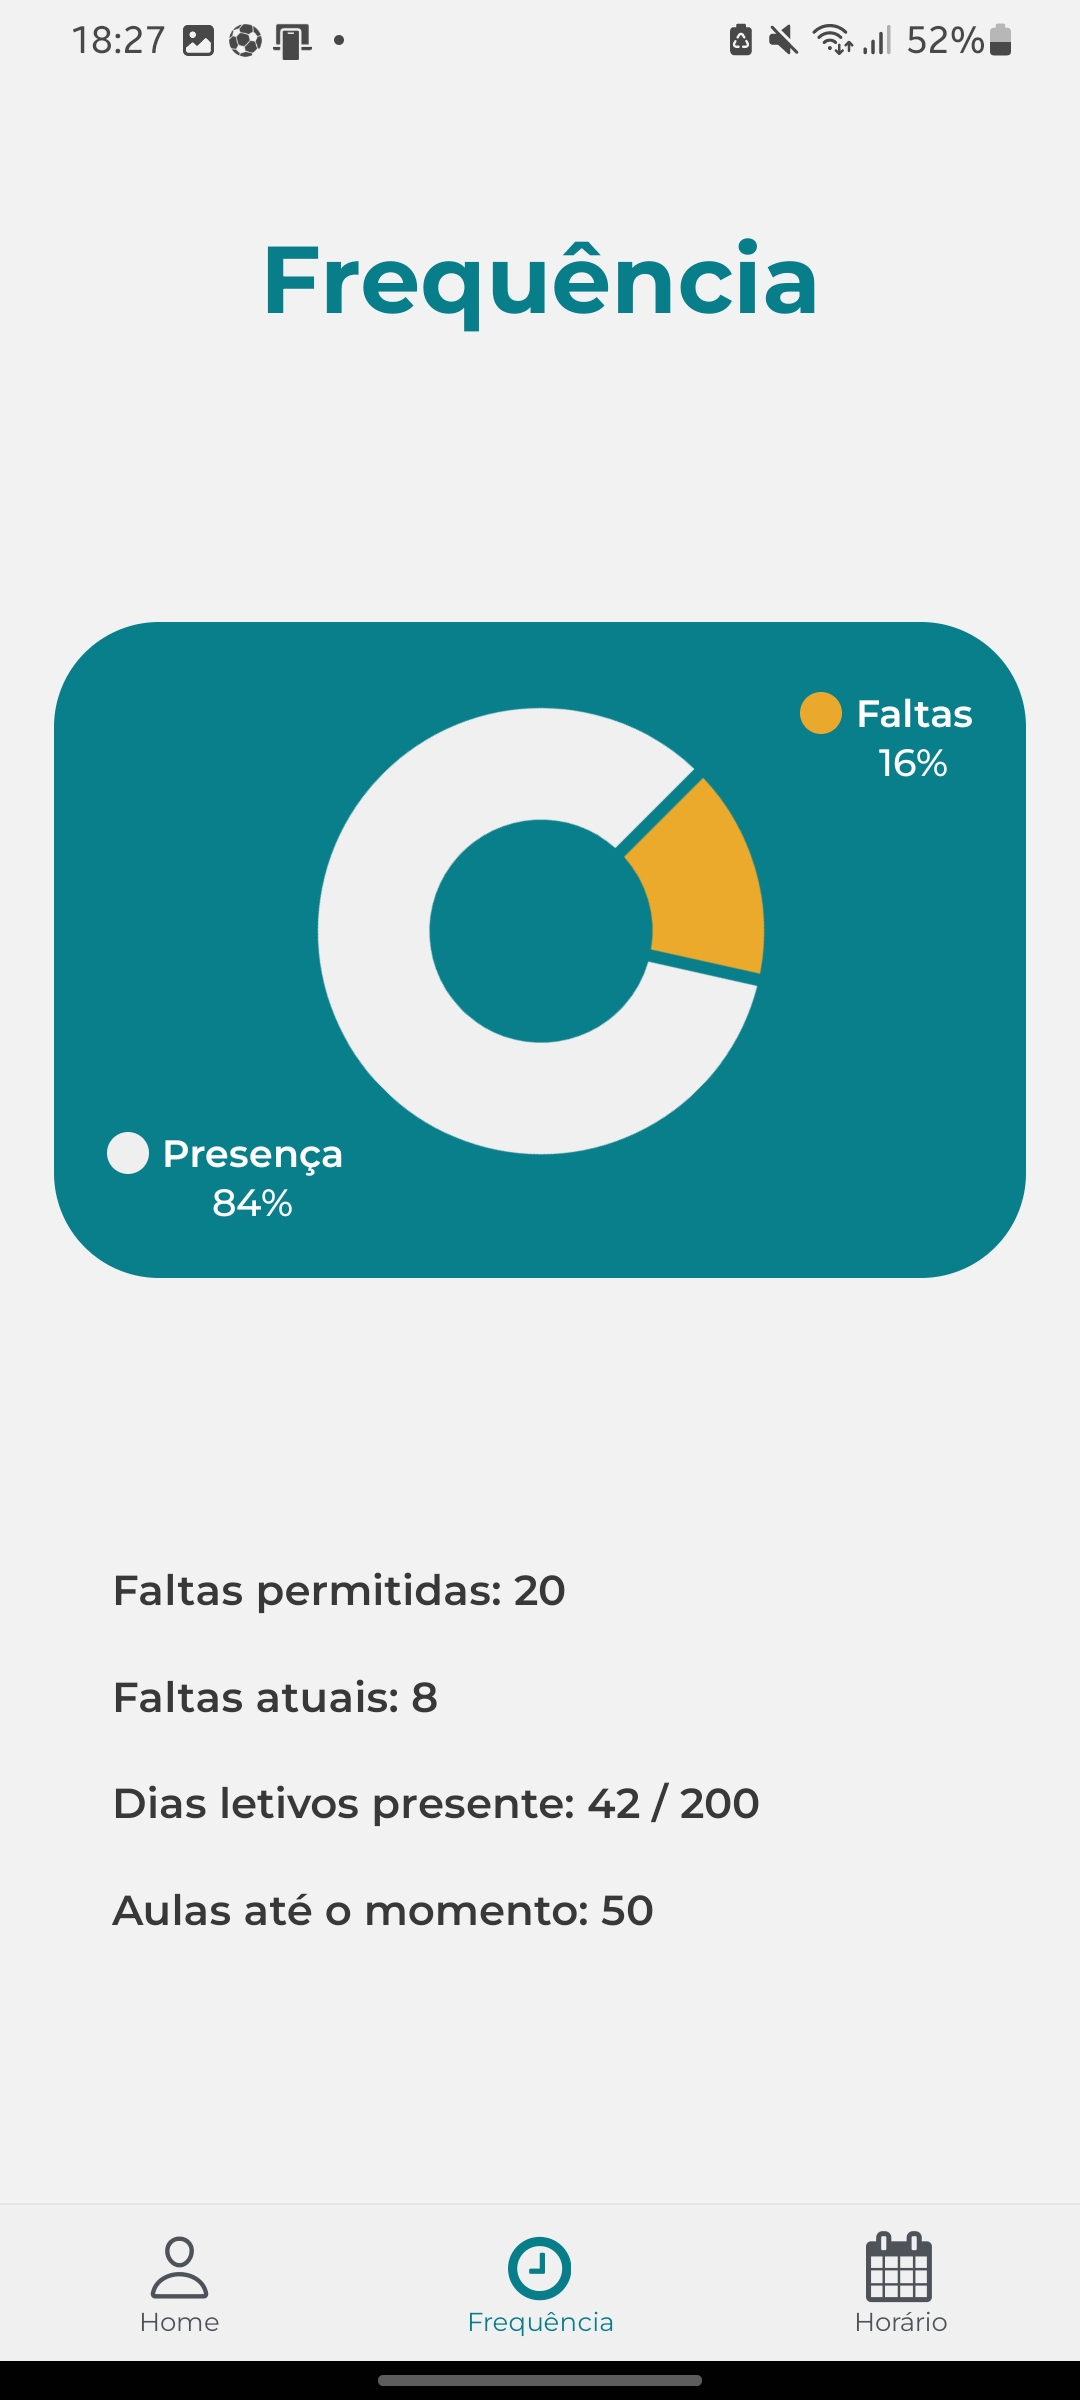 18:27
52%
Frequência
Faltas
16%
Presença
84%
Faltas permitidas: 20
Faltas atuais: 8
Dias letivos presente: 42 / 200
Aulas até o momento: 50
Home
Frequência
Horário